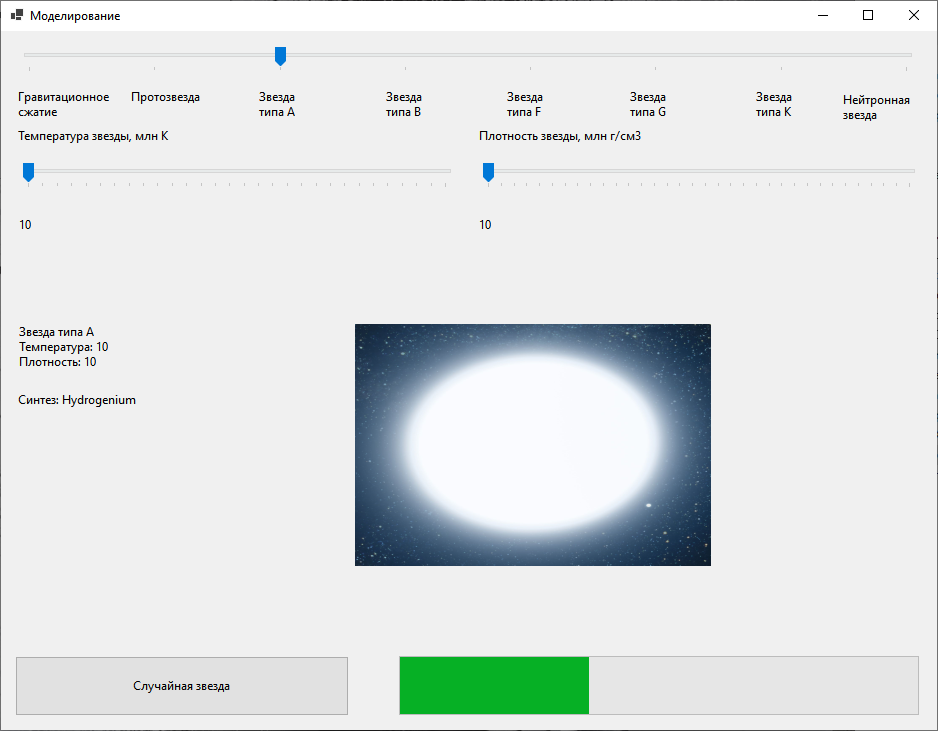 Моделирование
Гравитационное
сжатие
Протозвезда
Звезда
типа A
Звезда
типа B
Звезда
типа F
Звезда
типа G
Звезда
типа K
Нейтронная
звезда
Температура звезды, млн К
Плотность звезды, млн г/см3
10
10
Звезда типа A
Температура: 10
Плотность: 10
Синтез: Hydrogenium
Случайная звезда